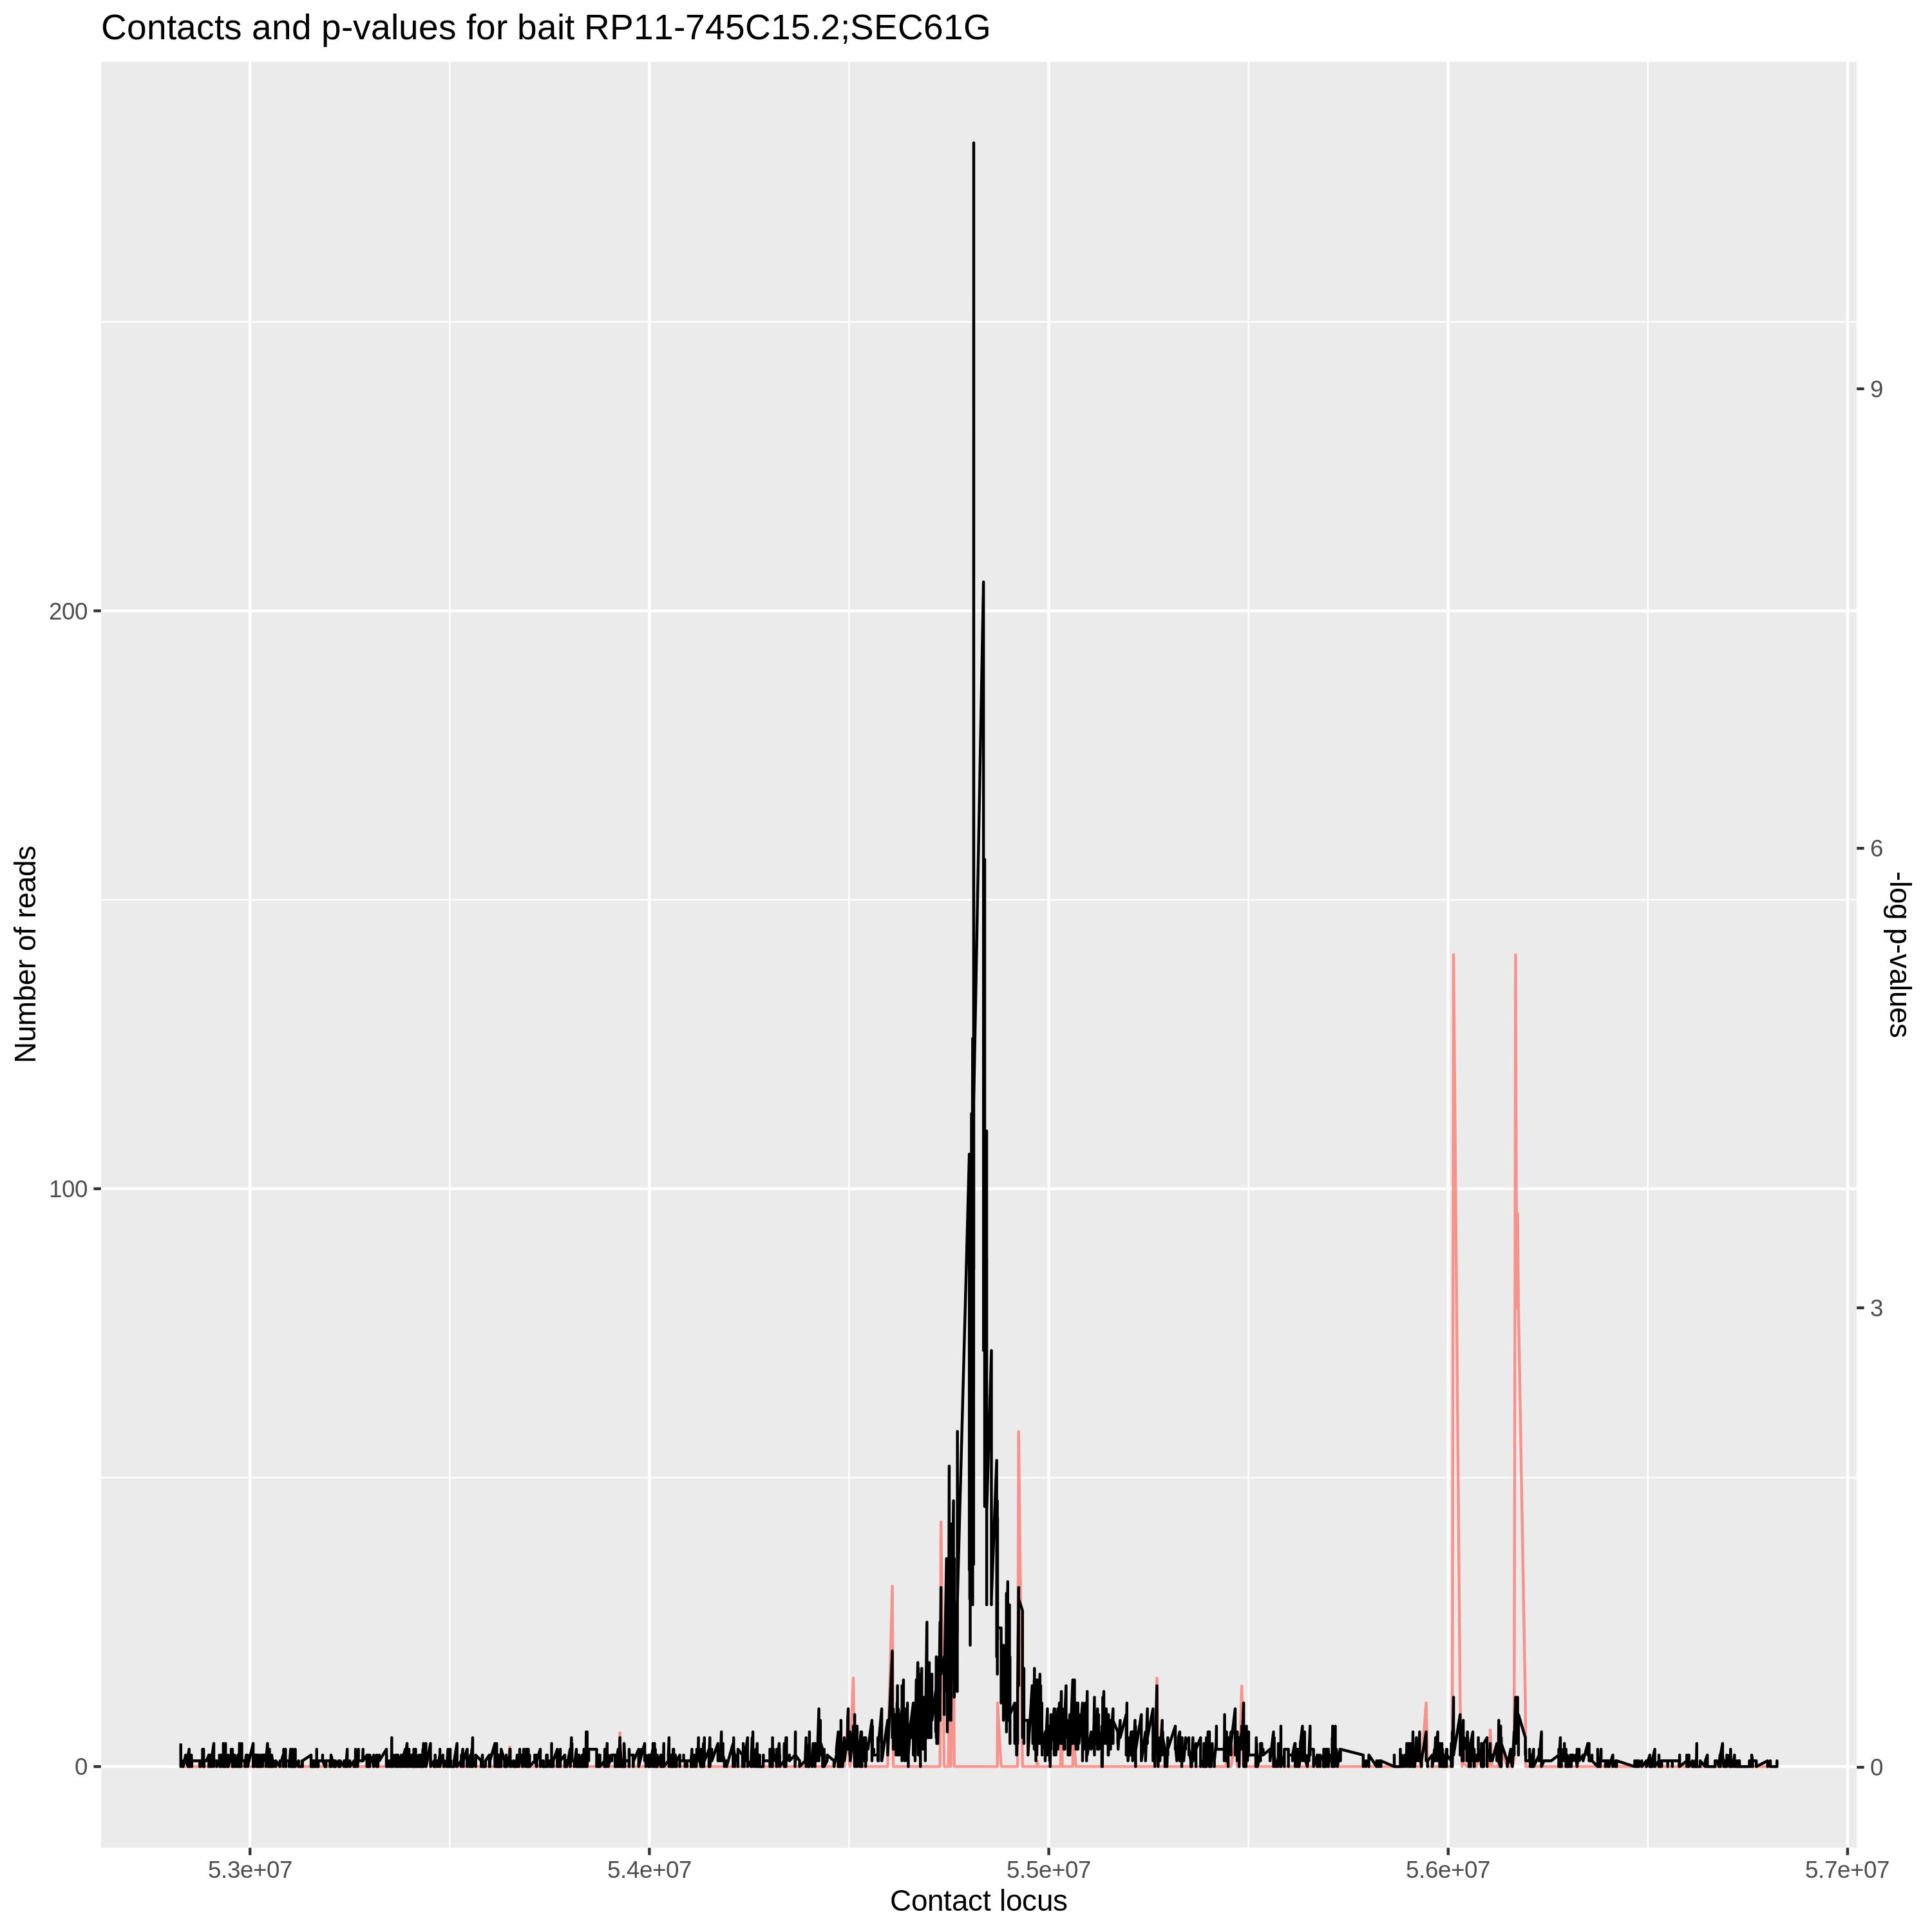 Contacts and p-values for bait RP11-745C15.2;SEC61G
Number of reads
200
100
0
9
6
3
0
-log p-values
5.3e+07
5.4e+07
5.5e+07
5.6e+07
5.7e+07
Contact locus